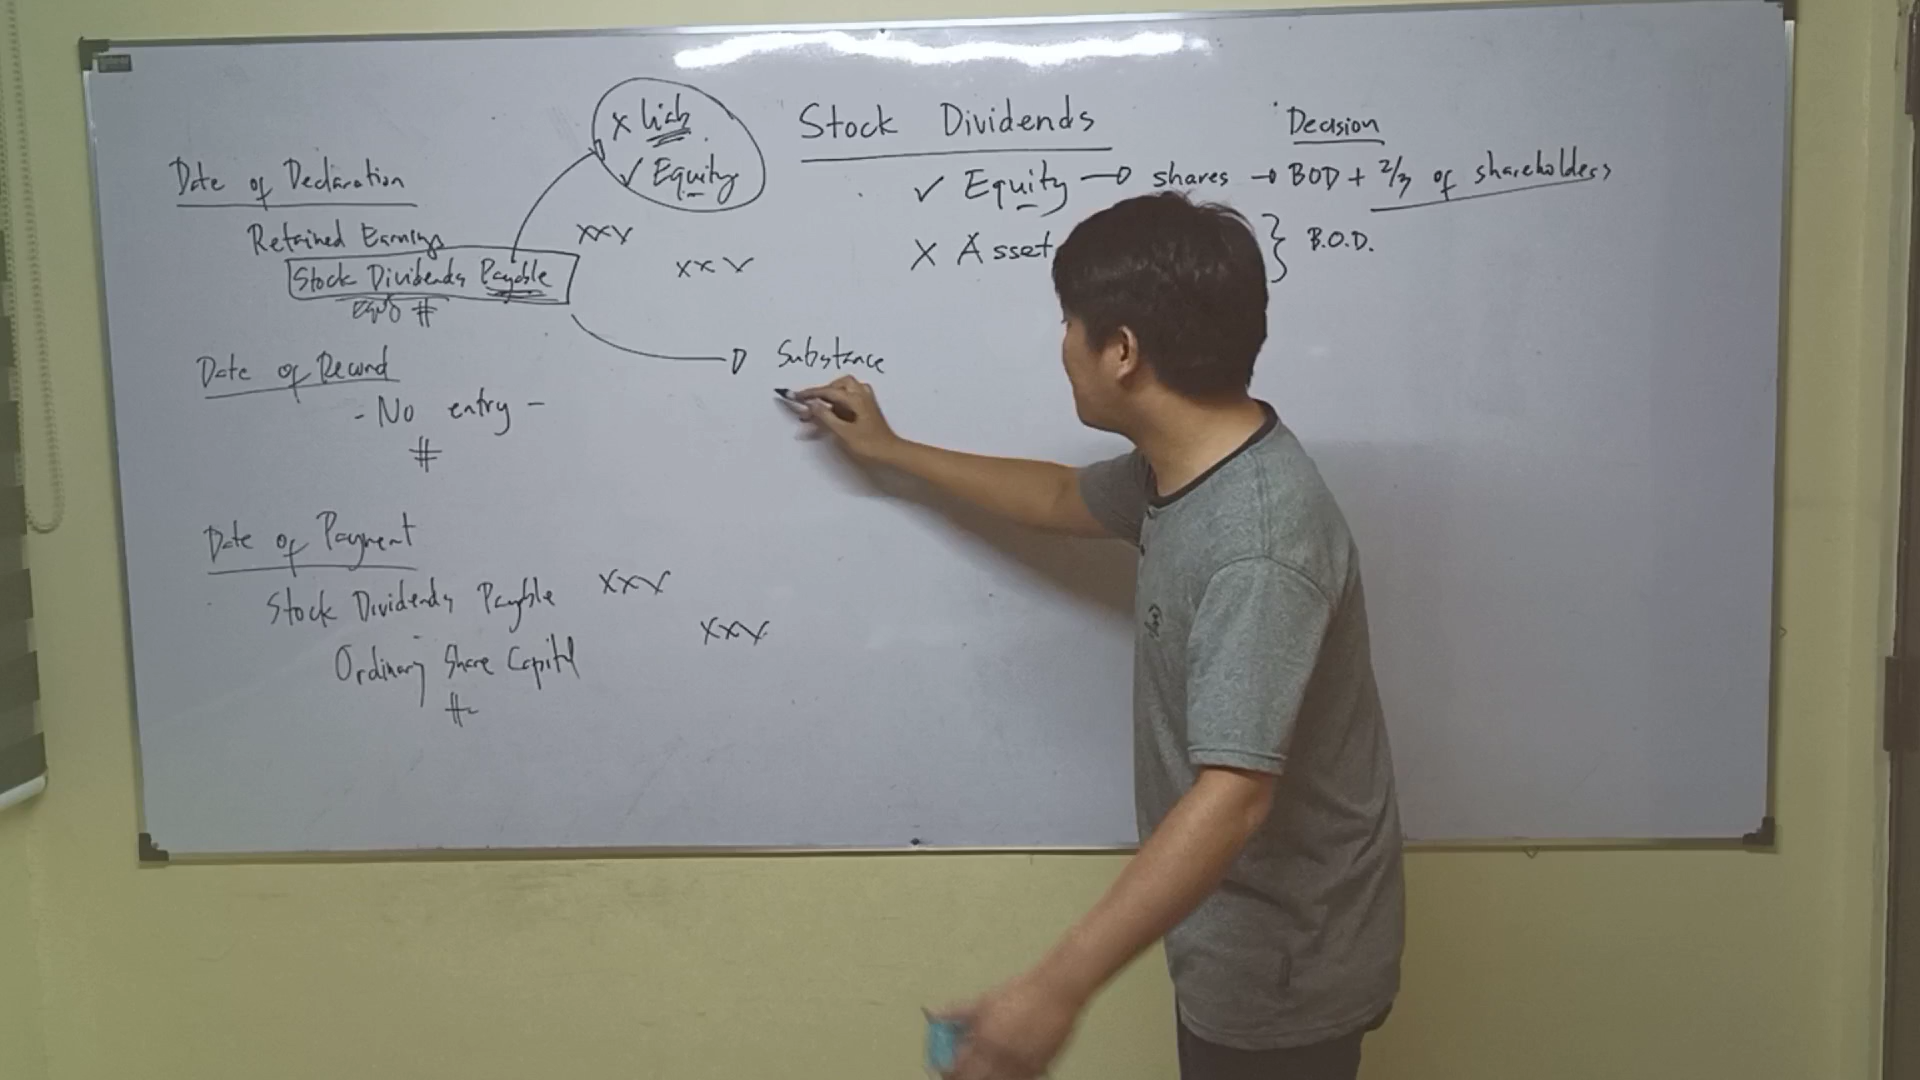 Stock Dividends
Decision
✓ Equity → shares → BOD + 2/3 of shareholders
X Asset } B.O.D.
X Liab.
✓ Equity
Date of Declaration
Retained Earnings xxx
Stock Dividends Payable xxx
Equity #
Substance
Date of Record
- No entry -
#
Date of Payment
Stock Dividends Payable xxx
Ordinary Share Capital xxx
#